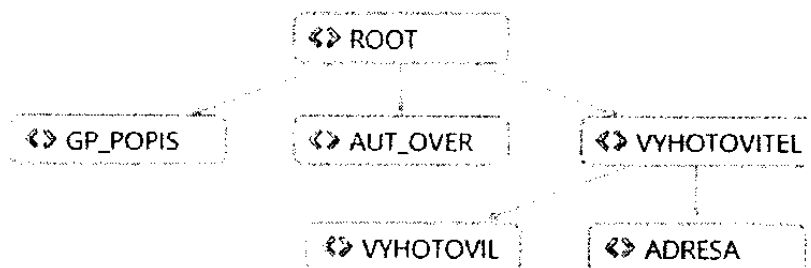 ROOT
GP_POPIS AUT_OVER VYHOTOVITEL
VYHOTOVIL ADRESA